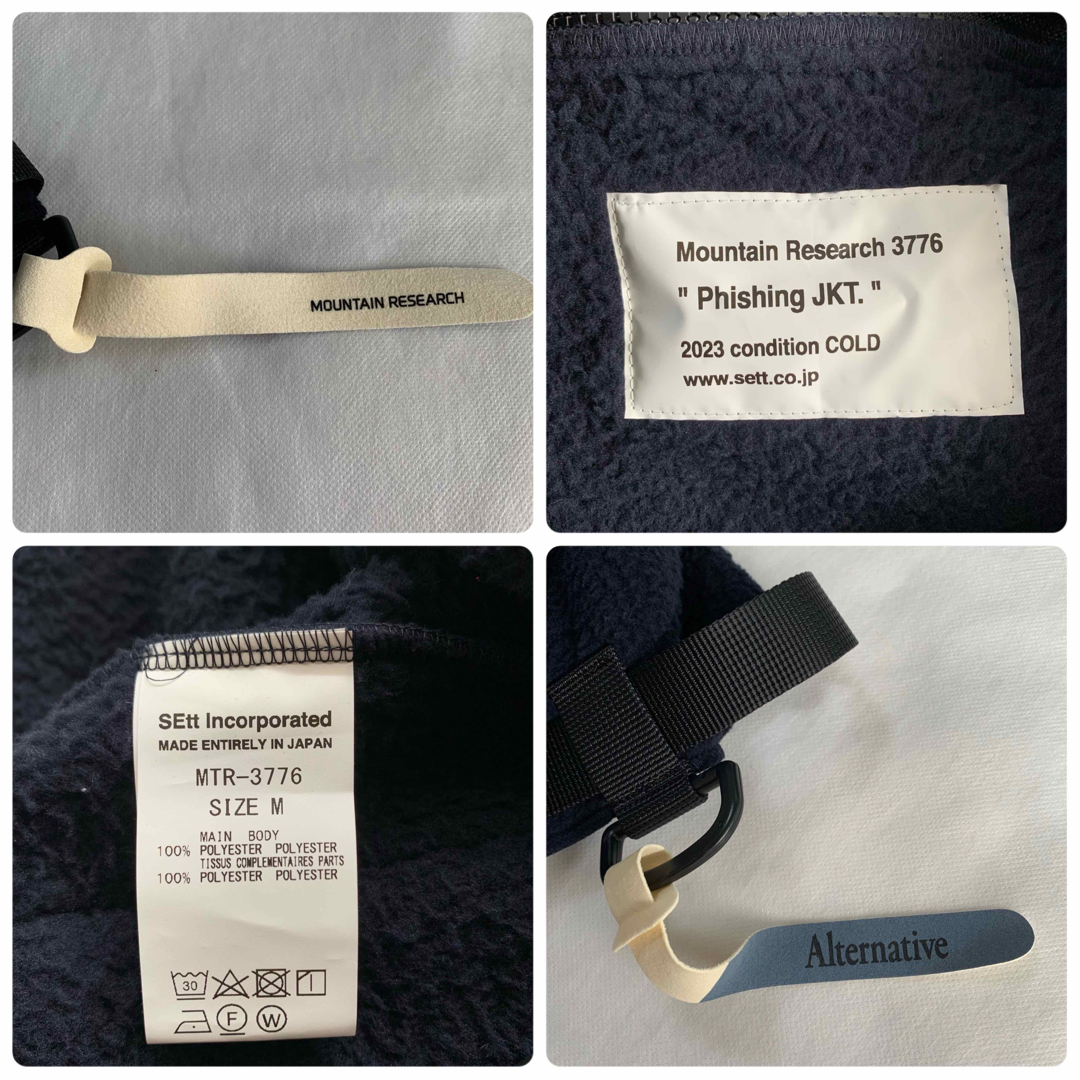 MOUNTAIN RESEARCH
Mountain Research 3776
" Phishing JKT. "
2023 condition COLD
www.sett.co.jp
SEtt Incorporated
MADE ENTIRELY IN JAPAN
MTR-3776
SIZE M
MAIN BODY
100% POLYESTER POLYESTER
TISSUS COMPLEMENTAIRES PARTS
100% POLYESTER POLYESTER
30
F W
Alternative